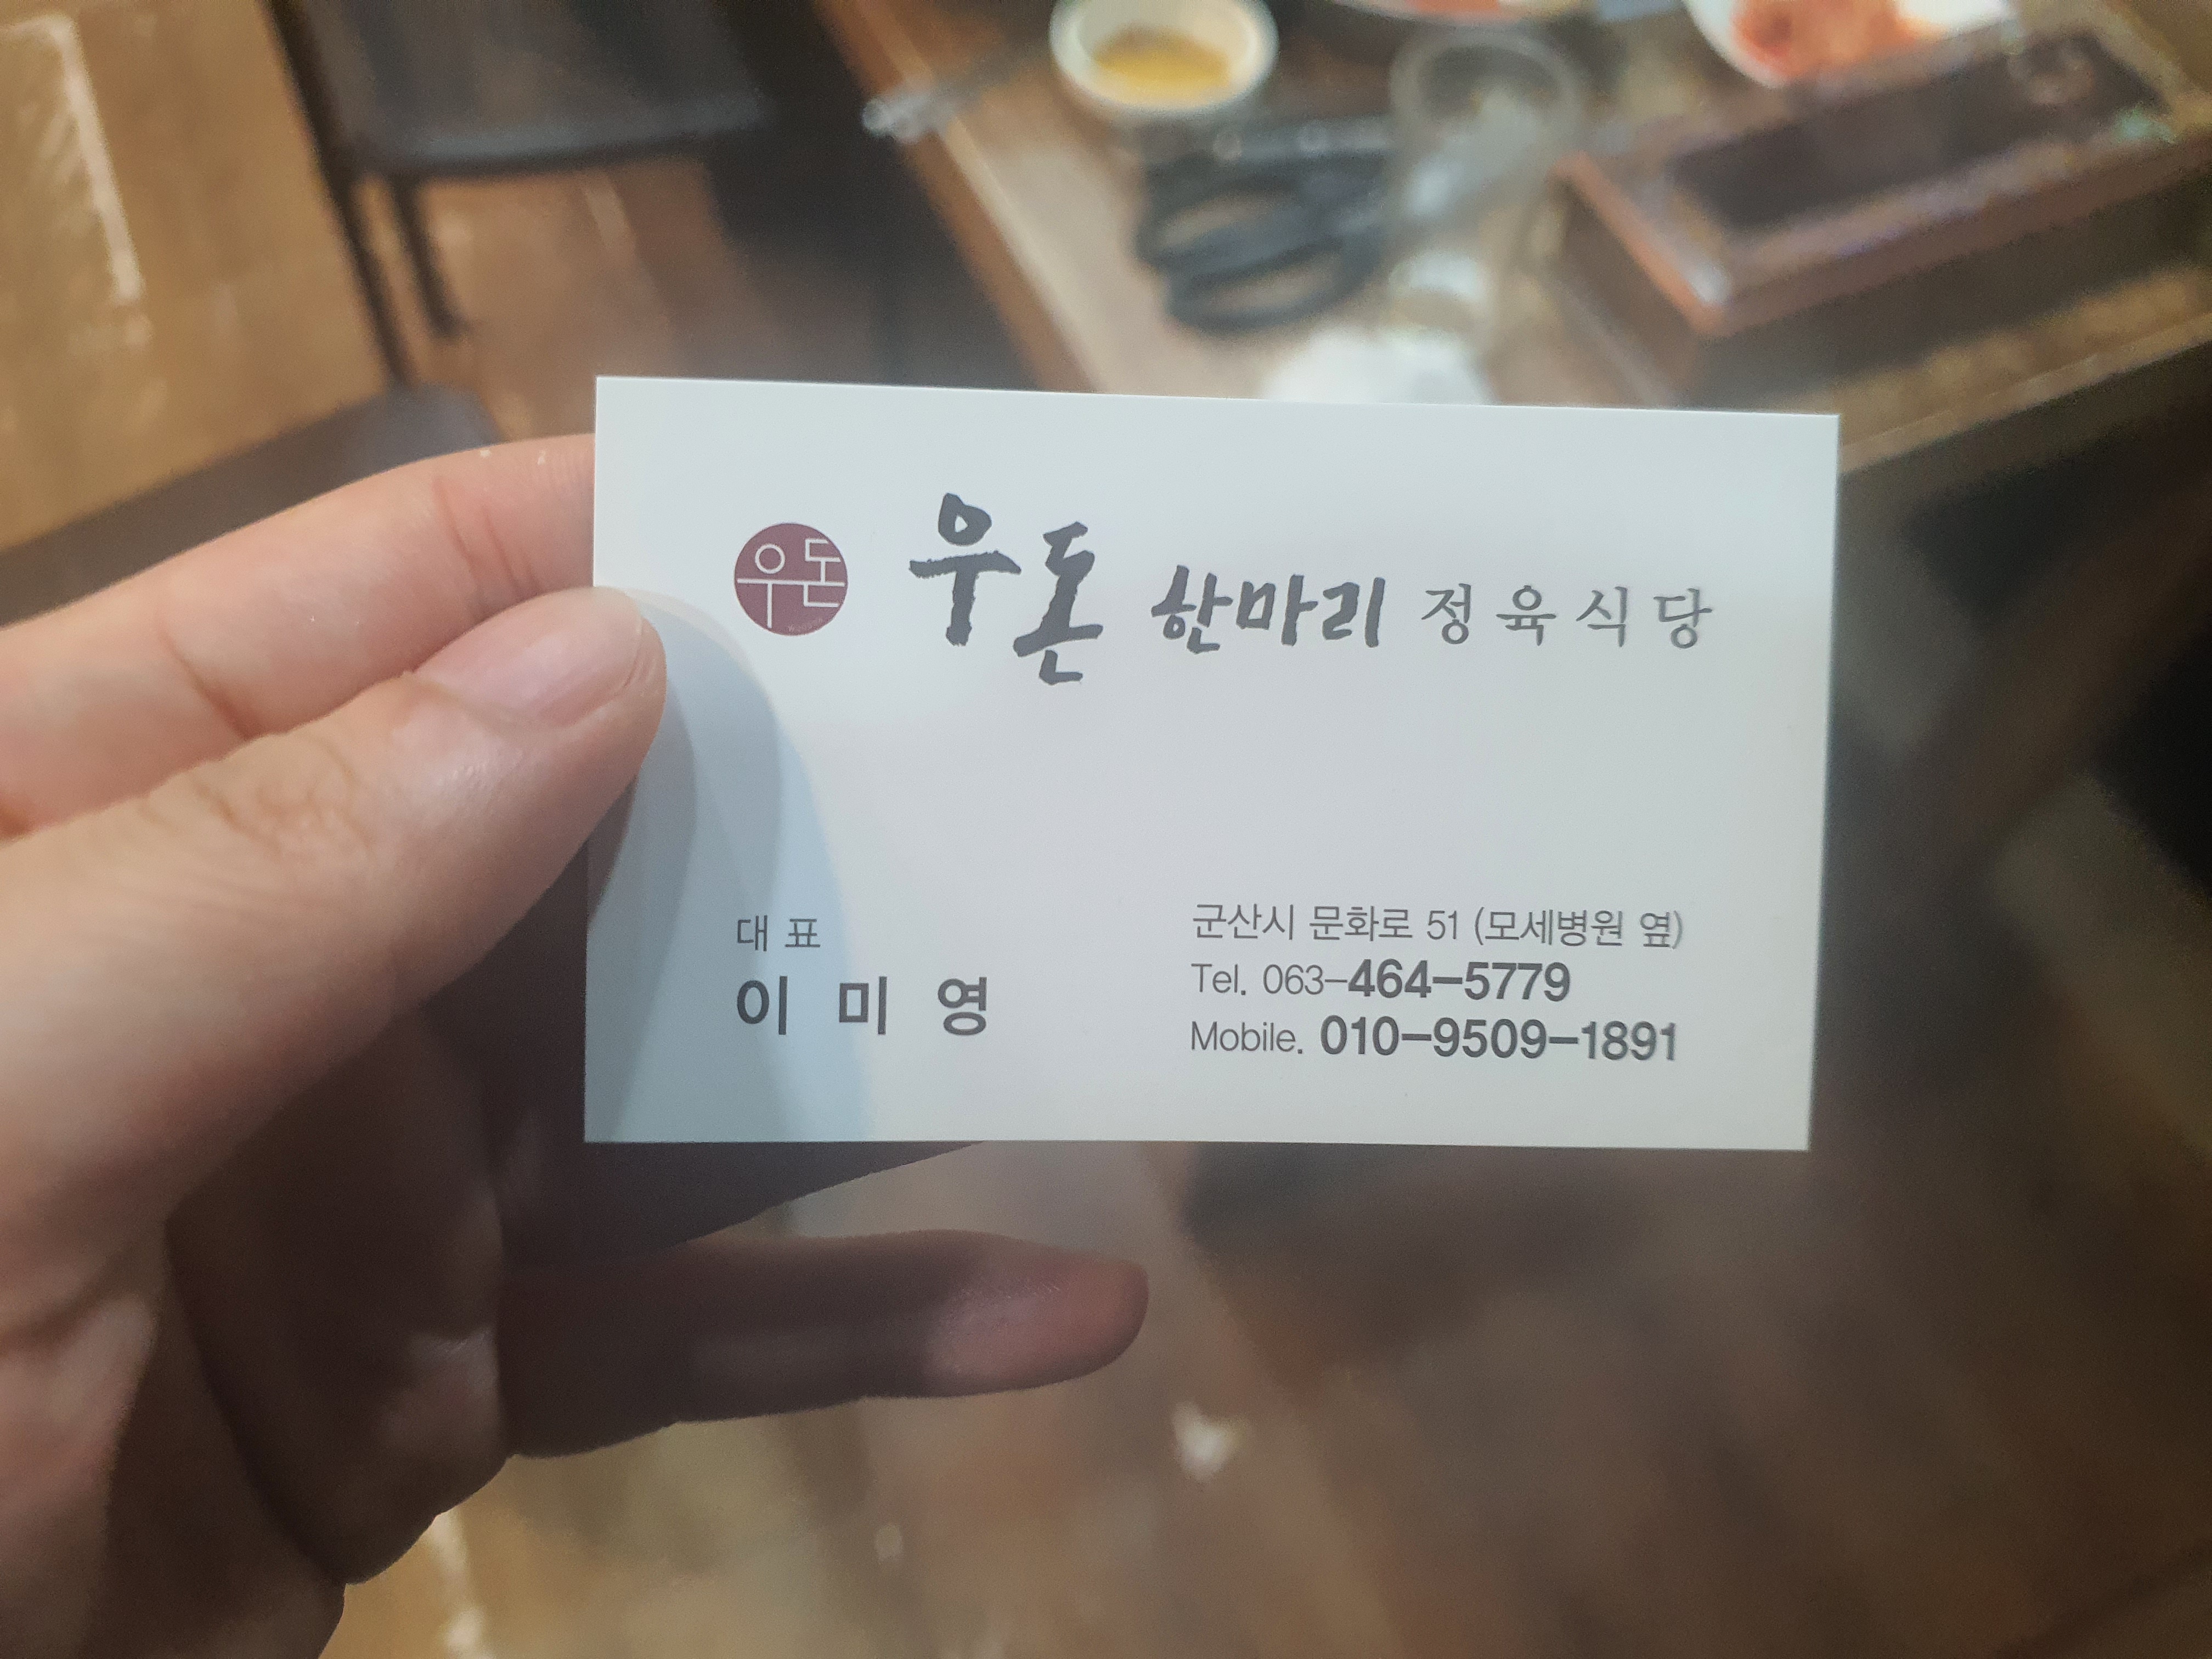 우돈
우돈 한마리 정육식당
대표
이미영
군산시 문화로 51 (모세병원 옆)
Tel. 063-464-5779
Mobile. 010-9509-1891